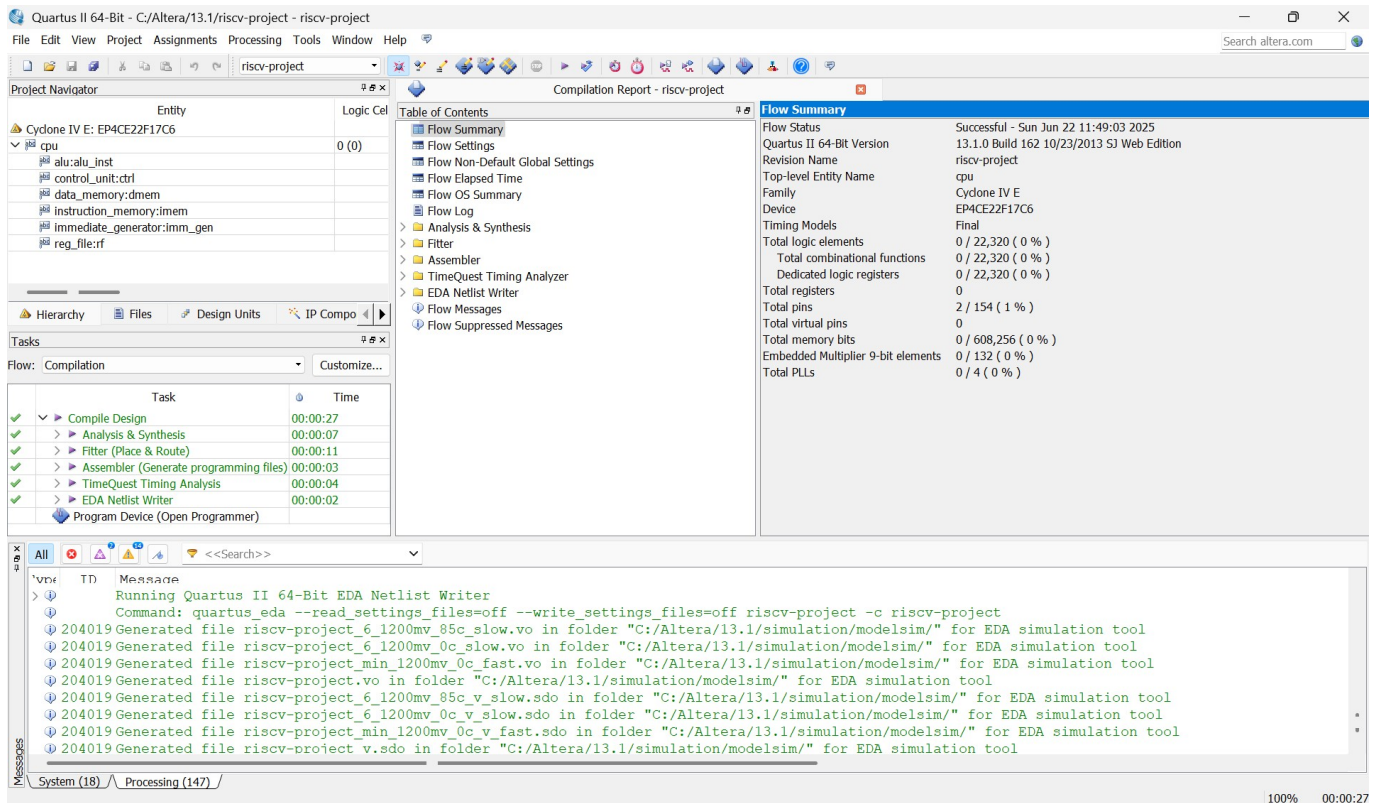 Quartus II 64-Bit - C:/Altera/13.1/riscv-project - riscv-project
File Edit View Project Assignments Processing Tools Window Help
Search altera.com
riscv-project
Project Navigator
Entity Logic Cel
Cyclone IV E: EP4CE22F17C6
cpu 0 (0)
alu:alu_inst
control_unit:ctrl
data_memory:dmem
instruction_memory:imem
immediate_generator:imm_gen
reg_file:rf
Hierarchy Files Design Units IP Compo
Tasks
Flow: Compilation Customize...
Task Time
Compile Design 00:00:27
Analysis & Synthesis 00:00:07
Fitter (Place & Route) 00:00:11
Assembler (Generate programming files) 00:00:03
TimeQuest Timing Analysis 00:00:04
EDA Netlist Writer 00:00:02
Program Device (Open Programmer)
Compilation Report - riscv-project
Table of Contents
Flow Summary
Flow Settings
Flow Non-Default Global Settings
Flow Elapsed Time
Flow OS Summary
Flow Log
Analysis & Synthesis
Fitter
Assembler
TimeQuest Timing Analyzer
EDA Netlist Writer
Flow Messages
Flow Suppressed Messages
Flow Summary
Flow Status Successful - Sun Jun 22 11:49:03 2025
Quartus II 64-Bit Version 13.1.0 Build 162 10/23/2013 SJ Web Edition
Revision Name riscv-project
Top-level Entity Name cpu
Family Cyclone IV E
Device EP4CE22F17C6
Timing Models Final
Total logic elements 0 / 22,320 ( 0 % )
Total combinational functions 0 / 22,320 ( 0 % )
Dedicated logic registers 0 / 22,320 ( 0 % )
Total registers 0
Total pins 2 / 154 ( 1 % )
Total virtual pins 0
Total memory bits 0 / 608,256 ( 0 % )
Embedded Multiplier 9-bit elements 0 / 132 ( 0 % )
Total PLLs 0 / 4 ( 0 % )
All 2 14 <<Search>>
Type ID Message
Running Quartus II 64-Bit EDA Netlist Writer
Command: quartus_eda --read_settings_files=off --write_settings_files=off riscv-project -c riscv-project
204019 Generated file riscv-project_6_1200mv_85c_slow.vo in folder "C:/Altera/13.1/simulation/modelsim/" for EDA simulation tool
204019 Generated file riscv-project_6_1200mv_0c_slow.vo in folder "C:/Altera/13.1/simulation/modelsim/" for EDA simulation tool
204019 Generated file riscv-project_min_1200mv_0c_fast.vo in folder "C:/Altera/13.1/simulation/modelsim/" for EDA simulation tool
204019 Generated file riscv-project.vo in folder "C:/Altera/13.1/simulation/modelsim/" for EDA simulation tool
204019 Generated file riscv-project_6_1200mv_85c_v_slow.sdo in folder "C:/Altera/13.1/simulation/modelsim/" for EDA simulation tool
204019 Generated file riscv-project_6_1200mv_0c_v_slow.sdo in folder "C:/Altera/13.1/simulation/modelsim/" for EDA simulation tool
204019 Generated file riscv-project_min_1200mv_0c_v_fast.sdo in folder "C:/Altera/13.1/simulation/modelsim/" for EDA simulation tool
204019 Generated file riscv-project_v.sdo in folder "C:/Altera/13.1/simulation/modelsim/" for EDA simulation tool
Messages
System (18) Processing (147)
100% 00:00:27